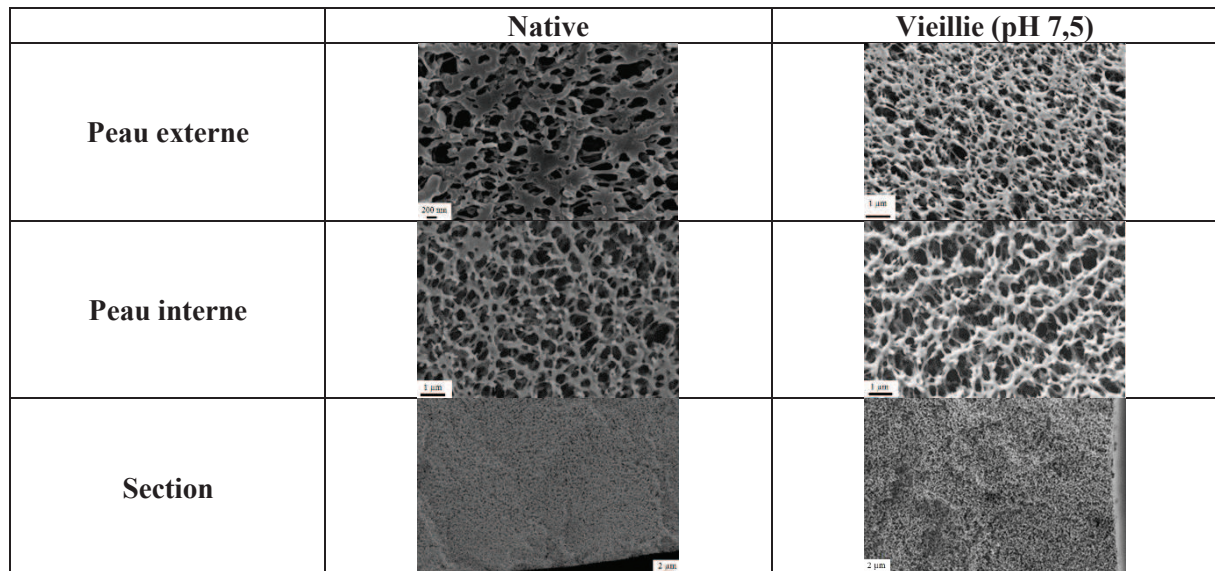 Native Vieillie (pH 7,5)
Peau externe
200 nm 1 µm
Peau interne
1 µm 1 µm
Section
2 µm 2 µm